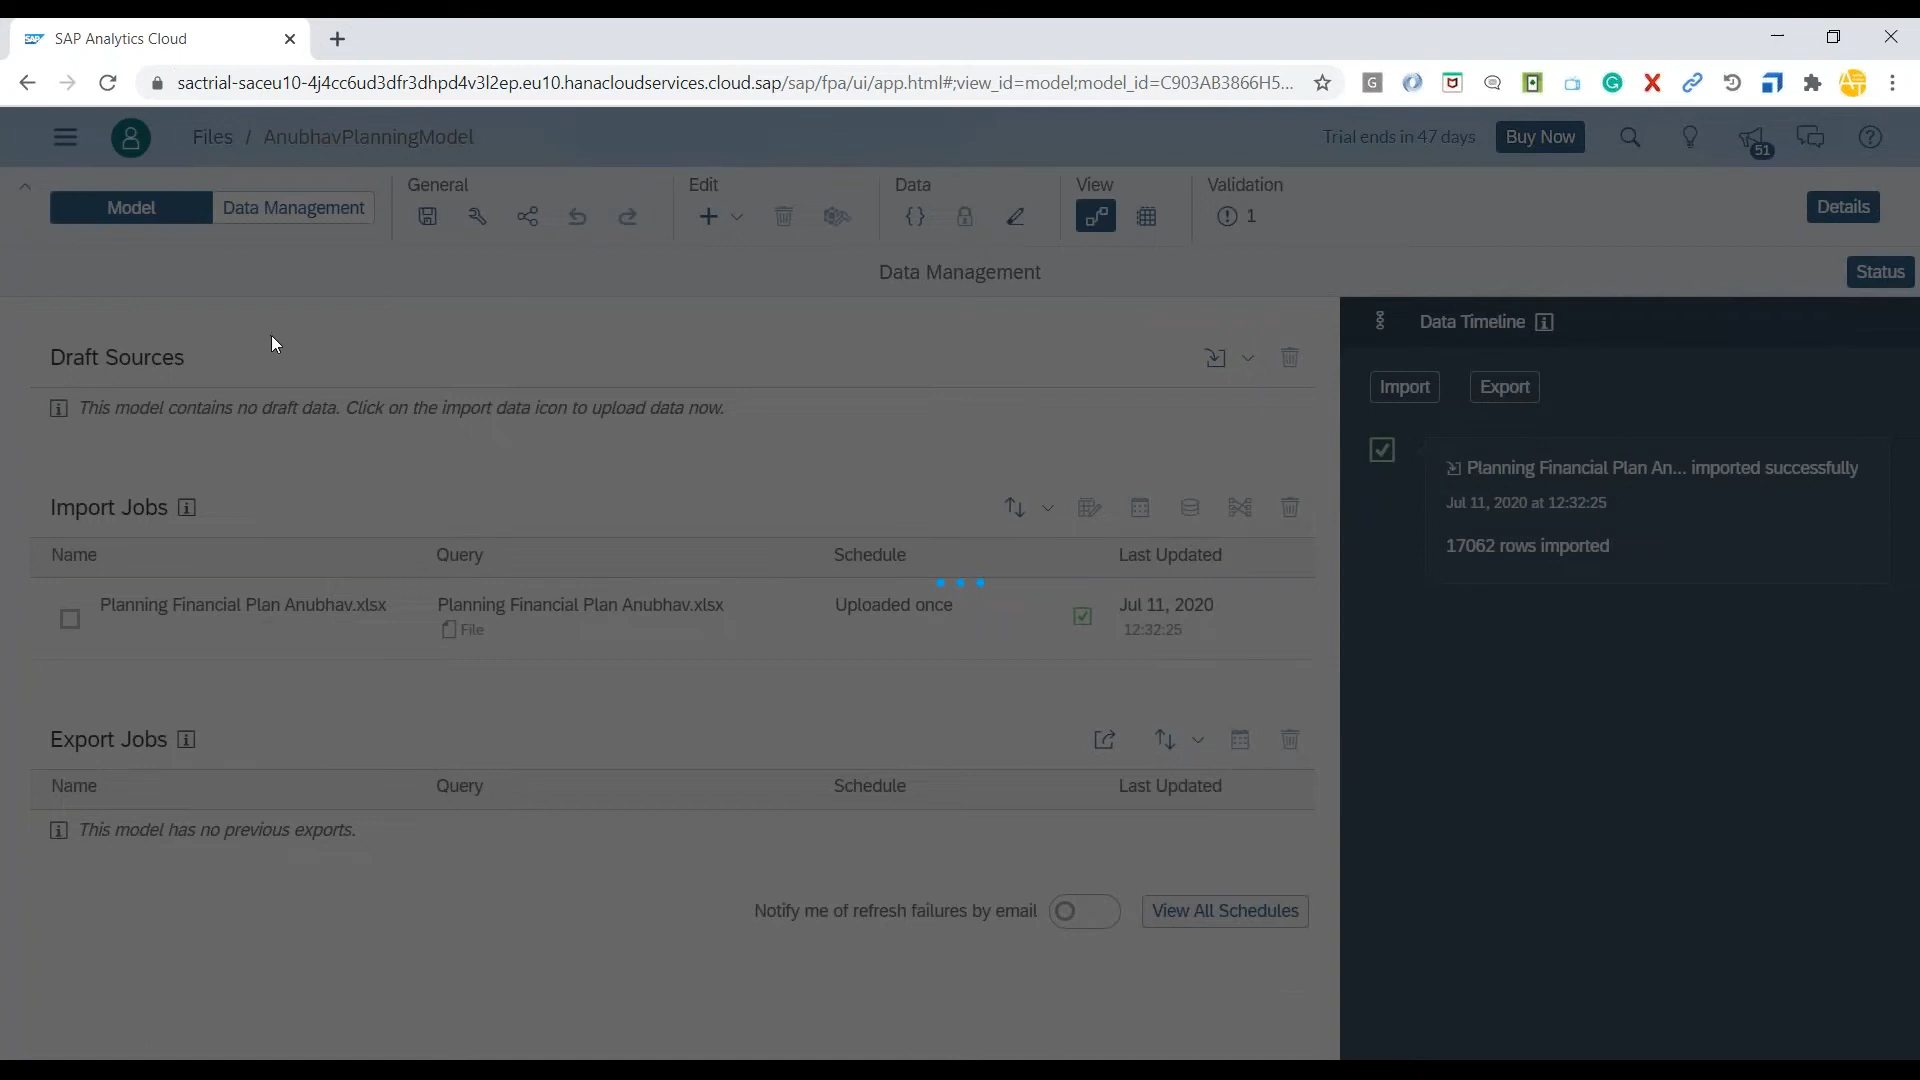 SAP SAP Analytics Cloud
sactrial-saceu10-4j4cc6ud3dfr3dhpd4v3l2ep.eu10.hanacloudservices.cloud.sap/sap/fpa/ui/app.html#;view_id=model;model_id=C903AB3866H5...
Files / AnubhavPlanningModel
Trial ends in 47 days
Buy Now
51
Model
Data Management
General
Edit
Data
View
Validation
1
Details
Data Management
Status
Draft Sources
This model contains no draft data. Click on the import data icon to upload data now.
Import Jobs
Name
Query
Schedule
Last Updated
Planning Financial Plan Anubhav.xlsx
Planning Financial Plan Anubhav.xlsx
File
Uploaded once
Jul 11, 2020
12:32:25
Export Jobs
Name
Query
Schedule
Last Updated
This model has no previous exports.
Notify me of refresh failures by email
View All Schedules
Data Timeline
Import
Export
Planning Financial Plan An... imported successfully
Jul 11, 2020 at 12:32:25
17062 rows imported